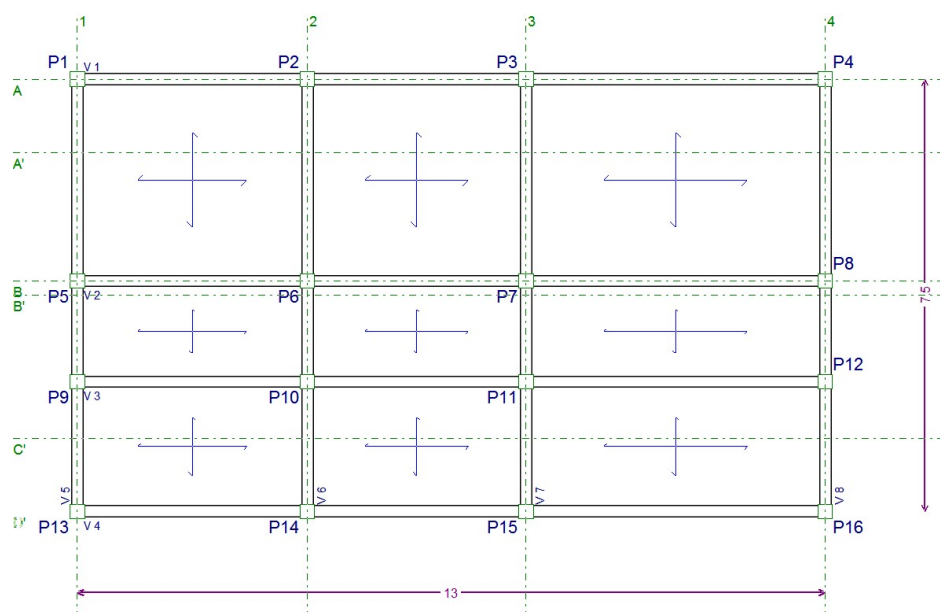 1 2 3 4
P1 V 1 P2 P3 P4
A
A'
P8
B P5 V 2 P6 P7
B'
7,5
P12
P9 V 3 P10 P11
C'
V 5 V 6 V 7 V 8
P13 V 4 P14 P15 P16
13